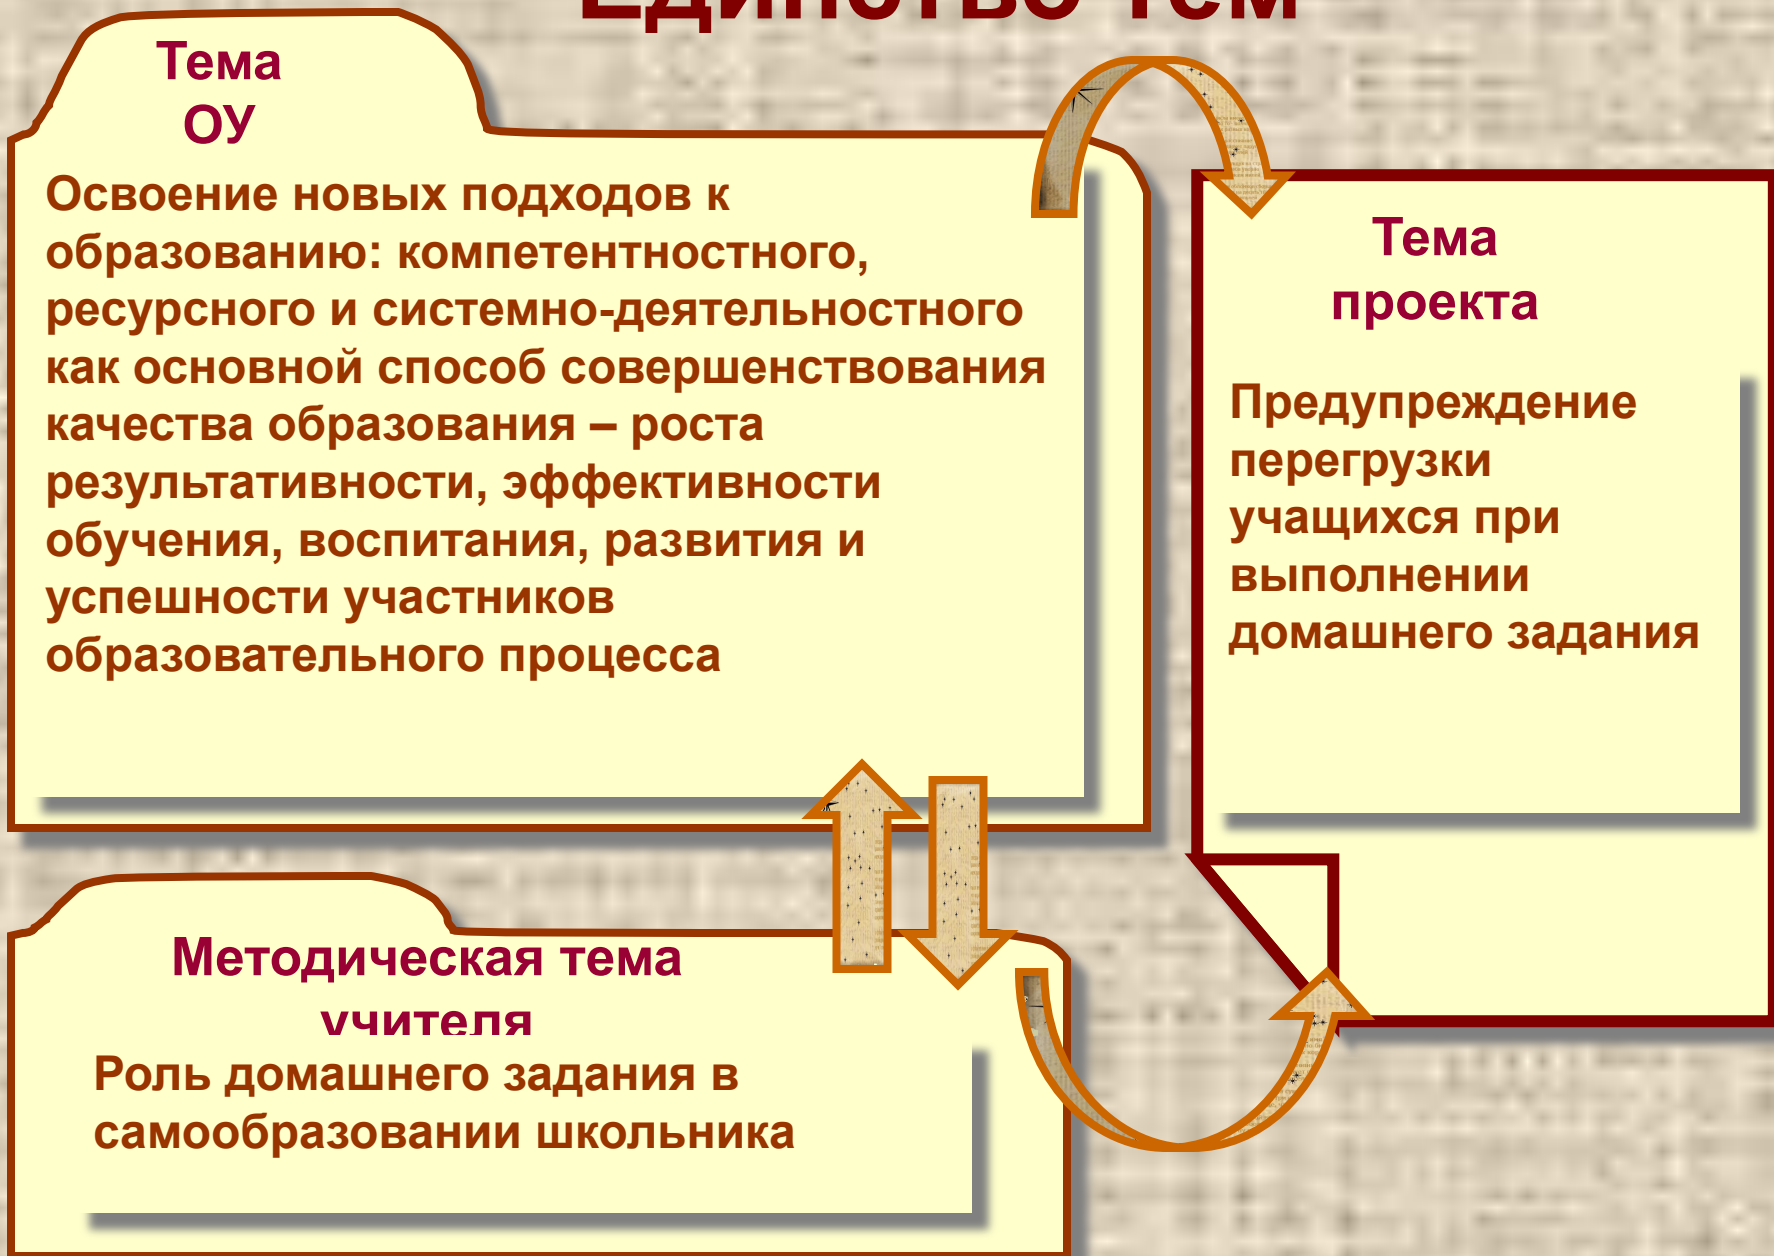 Единство тем
Тема
ОУ
Освоение новых подходов к
образованию: компетентностного,
ресурсного и системно-деятельностного
как основной способ совершенствования
качества образования – роста
результативности, эффективности
обучения, воспитания, развития и
успешности участников
образовательного процесса
Тема
проекта
Предупреждение
перегрузки
учащихся при
выполнении
домашнего задания
Методическая тема
учителя
Роль домашнего задания в
самообразовании школьника